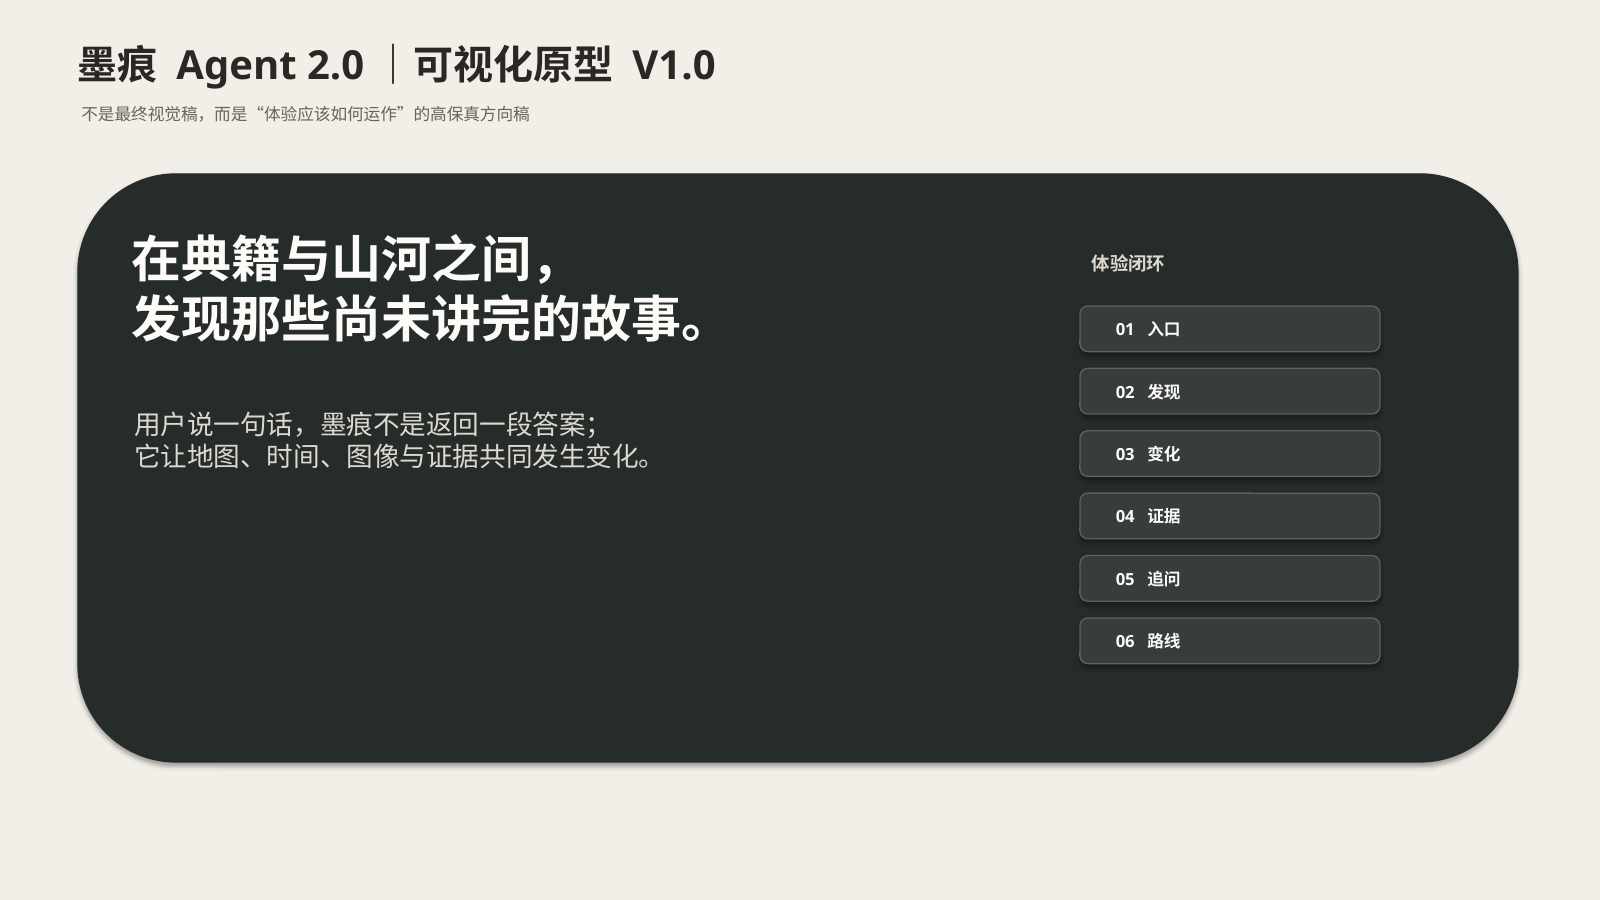 墨痕 Agent 2.0｜可视化原型 V1.0
不是最终视觉稿，而是“体验应该如何运作”的高保真方向稿
在典籍与山河之间，
发现那些尚未讲完的故事。
用户说一句话，墨痕不是返回一段答案；
它让地图、时间、图像与证据共同发生变化。
体验闭环
01 入口
02 发现
03 变化
04 证据
05 追问
06 路线